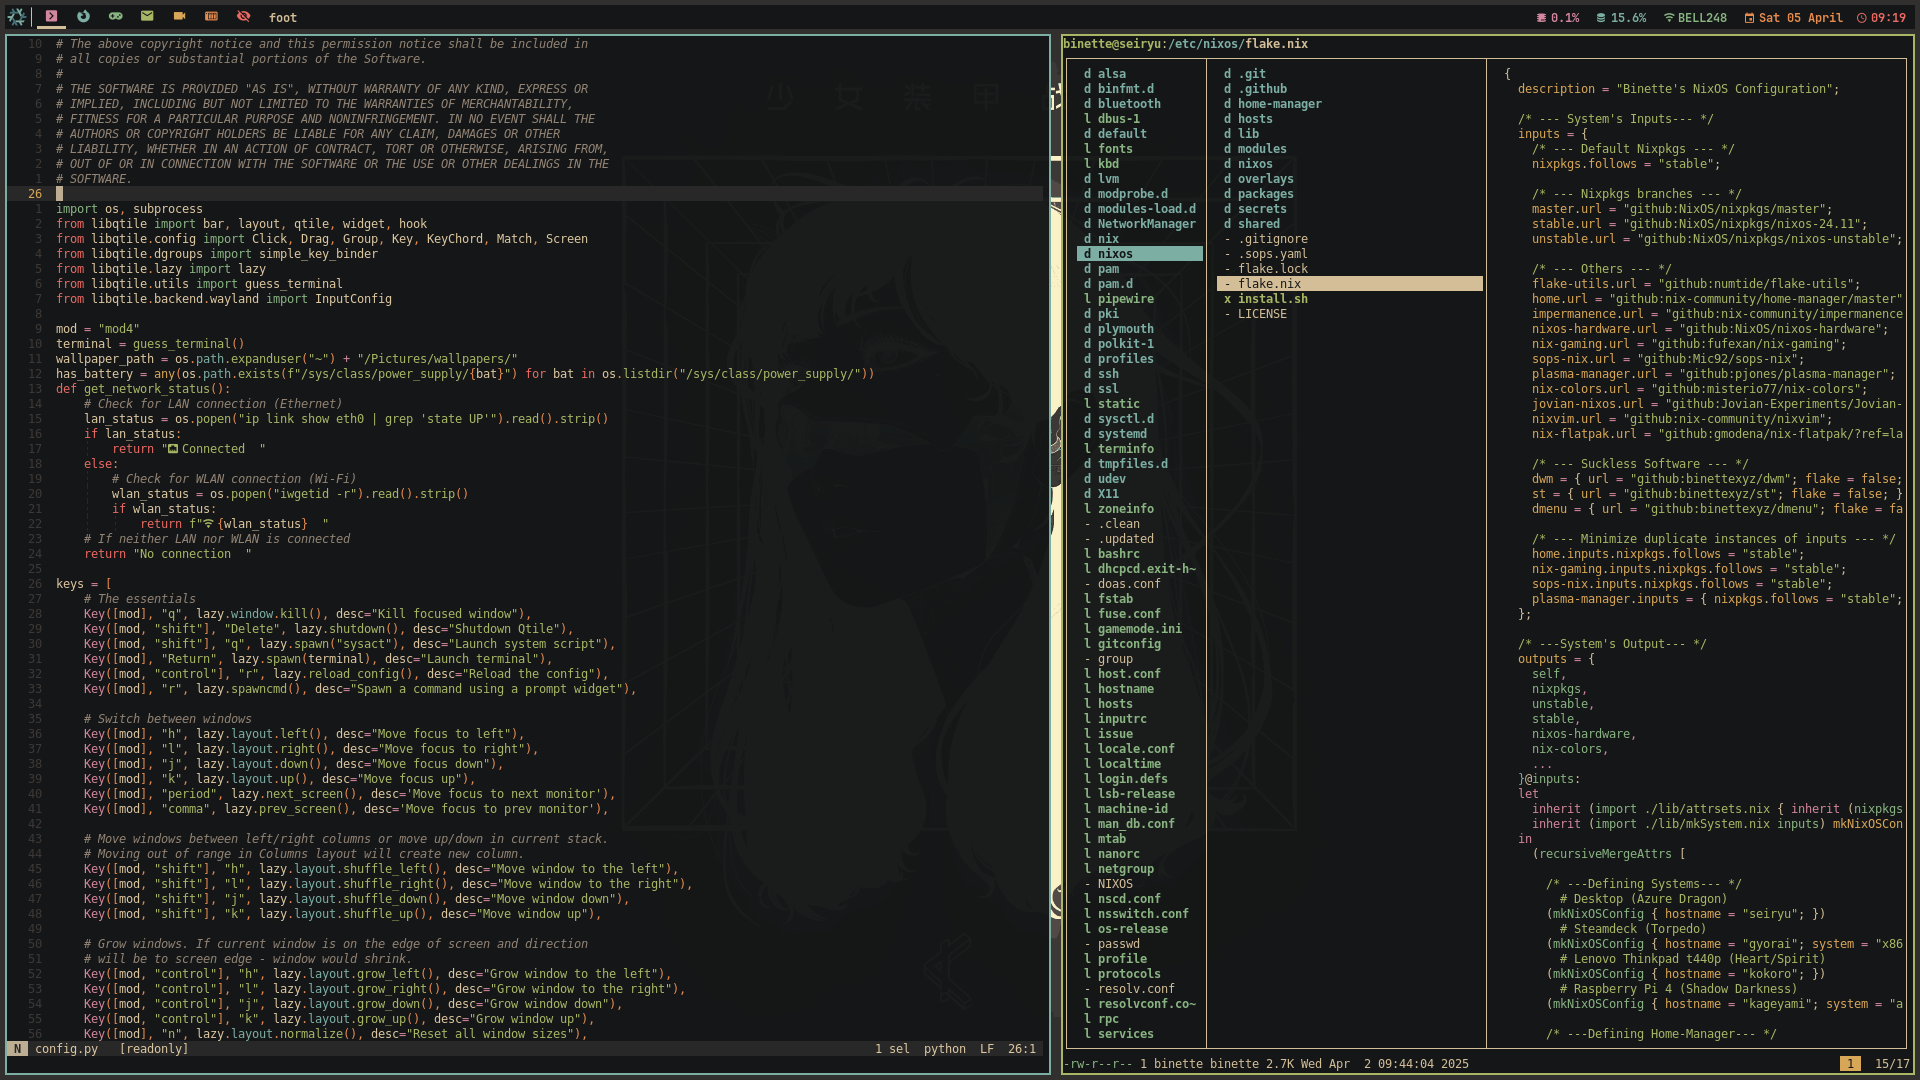 foot
0.1%
15.6%
BELL248
Sat 05 April
09:19
10 # The above copyright notice and this permission notice shall be included in
9 # all copies or substantial portions of the Software.
8 #
7 # THE SOFTWARE IS PROVIDED "AS IS", WITHOUT WARRANTY OF ANY KIND, EXPRESS OR
6 # IMPLIED, INCLUDING BUT NOT LIMITED TO THE WARRANTIES OF MERCHANTABILITY,
5 # FITNESS FOR A PARTICULAR PURPOSE AND NONINFRINGEMENT. IN NO EVENT SHALL THE
4 # AUTHORS OR COPYRIGHT HOLDERS BE LIABLE FOR ANY CLAIM, DAMAGES OR OTHER
3 # LIABILITY, WHETHER IN AN ACTION OF CONTRACT, TORT OR OTHERWISE, ARISING FROM,
2 # OUT OF OR IN CONNECTION WITH THE SOFTWARE OR THE USE OR OTHER DEALINGS IN THE
1 # SOFTWARE.
26
1 import os, subprocess
2 from libqtile import bar, layout, qtile, widget, hook
3 from libqtile.config import Click, Drag, Group, Key, KeyChord, Match, Screen
4 from libqtile.dgroups import simple_key_binder
5 from libqtile.lazy import lazy
6 from libqtile.utils import guess_terminal
7 from libqtile.backend.wayland import InputConfig
8
9 mod = "mod4"
10 terminal = guess_terminal()
11 wallpaper_path = os.path.expanduser("~") + "/Pictures/wallpapers/"
12 has_battery = any(os.path.exists(f"/sys/class/power_supply/{bat}") for bat in os.listdir("/sys/class/power_supply/"))
13 def get_network_status():
14 # Check for LAN connection (Ethernet)
15 lan_status = os.popen("ip link show eth0 | grep 'state UP'").read().strip()
16 if lan_status:
17 return " Connected  "
18 else:
19 # Check for WLAN connection (Wi-Fi)
20 wlan_status = os.popen("iwgetid -r").read().strip()
21 if wlan_status:
22 return f" {wlan_status}  "
23 # If neither LAN nor WLAN is connected
24 return "No connection  "
25
26 keys = [
27 # The essentials
28 Key([mod], "q", lazy.window.kill(), desc="Kill focused window"),
29 Key([mod, "shift"], "Delete", lazy.shutdown(), desc="Shutdown Qtile"),
30 Key([mod, "shift"], "q", lazy.spawn("sysact"), desc="Launch system script"),
31 Key([mod], "Return", lazy.spawn(terminal), desc="Launch terminal"),
32 Key([mod, "control"], "r", lazy.reload_config(), desc="Reload the config"),
33 Key([mod], "r", lazy.spawncmd(), desc="Spawn a command using a prompt widget"),
34
35 # Switch between windows
36 Key([mod], "h", lazy.layout.left(), desc="Move focus to left"),
37 Key([mod], "l", lazy.layout.right(), desc="Move focus to right"),
38 Key([mod], "j", lazy.layout.down(), desc="Move focus down"),
39 Key([mod], "k", lazy.layout.up(), desc="Move focus up"),
40 Key([mod], "period", lazy.next_screen(), desc='Move focus to next monitor'),
41 Key([mod], "comma", lazy.prev_screen(), desc='Move focus to prev monitor'),
42
43 # Move windows between left/right columns or move up/down in current stack.
44 # Moving out of range in Columns layout will create new column.
45 Key([mod, "shift"], "h", lazy.layout.shuffle_left(), desc="Move window to the left"),
46 Key([mod, "shift"], "l", lazy.layout.shuffle_right(), desc="Move window to the right"),
47 Key([mod, "shift"], "j", lazy.layout.shuffle_down(), desc="Move window down"),
48 Key([mod, "shift"], "k", lazy.layout.shuffle_up(), desc="Move window up"),
49
50 # Grow windows. If current window is on the edge of screen and direction
51 # will be to screen edge - window would shrink.
52 Key([mod, "control"], "h", lazy.layout.grow_left(), desc="Grow window to the left"),
53 Key([mod, "control"], "l", lazy.layout.grow_right(), desc="Grow window to the right"),
54 Key([mod, "control"], "j", lazy.layout.grow_down(), desc="Grow window down"),
55 Key([mod, "control"], "k", lazy.layout.grow_up(), desc="Grow window up"),
56 Key([mod], "n", lazy.layout.normalize(), desc="Reset all window sizes"),
N config.py [readonly] 1 sel python LF 26:1
少 女 装 甲
binette@seiryu:/etc/nixos/flake.nix
d alsa
d binfmt.d
d bluetooth
l dbus-1
d default
l fonts
l kbd
d lvm
d modprobe.d
d modules-load.d
d NetworkManager
d nix
d nixos
d pam
d pam.d
l pipewire
d pki
d plymouth
d polkit-1
d profiles
d ssh
d ssl
l static
d sysctl.d
d systemd
l terminfo
d tmpfiles.d
d udev
d X11
l zoneinfo
- .clean
- .updated
l bashrc
l dhcpcd.exit-h~
- doas.conf
l fstab
l fuse.conf
l gamemode.ini
l gitconfig
- group
l host.conf
l hostname
l hosts
l inputrc
l issue
l locale.conf
l localtime
l login.defs
l lsb-release
l machine-id
l man_db.conf
l mtab
l nanorc
l netgroup
- NIXOS
l nscd.conf
l nsswitch.conf
l os-release
- passwd
l profile
l protocols
- resolv.conf
l resolvconf.co~
l rpc
l services
d .git
d .github
d home-manager
d hosts
d lib
d modules
d nixos
d overlays
d packages
d secrets
d shared
- .gitignore
- .sops.yaml
- flake.lock
- flake.nix
x install.sh
- LICENSE
{
description = "Binette's NixOS Configuration";
/* --- System's Inputs--- */
inputs = {
/* --- Default Nixpkgs --- */
nixpkgs.follows = "stable";
/* --- Nixpkgs branches --- */
master.url = "github:NixOS/nixpkgs/master";
stable.url = "github:NixOS/nixpkgs/nixos-24.11";
unstable.url = "github:NixOS/nixpkgs/nixos-unstable";
/* --- Others --- */
flake-utils.url = "github:numtide/flake-utils";
home.url = "github:nix-community/home-manager/master"
impermanence.url = "github:nix-community/impermanence
nixos-hardware.url = "github:NixOS/nixos-hardware";
nix-gaming.url = "github:fufexan/nix-gaming";
sops-nix.url = "github:Mic92/sops-nix";
plasma-manager.url = "github:pjones/plasma-manager";
nix-colors.url = "github:misterio77/nix-colors";
jovian-nixos.url = "github:Jovian-Experiments/Jovian-
nixvim.url = "github:nix-community/nixvim";
nix-flatpak.url = "github:gmodena/nix-flatpak/?ref=la
/* --- Suckless Software --- */
dwm = { url = "github:binettexyz/dwm"; flake = false;
st = { url = "github:binettexyz/st"; flake = false; }
dmenu = { url = "github:binettexyz/dmenu"; flake = fa
/* --- Minimize duplicate instances of inputs --- */
home.inputs.nixpkgs.follows = "stable";
nix-gaming.inputs.nixpkgs.follows = "stable";
sops-nix.inputs.nixpkgs.follows = "stable";
plasma-manager.inputs = { nixpkgs.follows = "stable";
};
/* ---System's Output--- */
outputs = {
self,
nixpkgs,
unstable,
stable,
nixos-hardware,
nix-colors,
...
}@inputs:
let
inherit (import ./lib/attrsets.nix { inherit (nixpkgs
inherit (import ./lib/mkSystem.nix inputs) mkNixOSCon
in
(recursiveMergeAttrs [
/* ---Defining Systems--- */
# Desktop (Azure Dragon)
(mkNixOSConfig { hostname = "seiryu"; })
# Steamdeck (Torpedo)
(mkNixOSConfig { hostname = "gyorai"; system = "x86
# Lenovo Thinkpad t440p (Heart/Spirit)
(mkNixOSConfig { hostname = "kokoro"; })
# Raspberry Pi 4 (Shadow Darkness)
(mkNixOSConfig { hostname = "kageyami"; system = "a
/* ---Defining Home-Manager--- */
-rw-r--r-- 1 binette binette 2.7K Wed Apr  2 09:44:04 2025
1 15/17